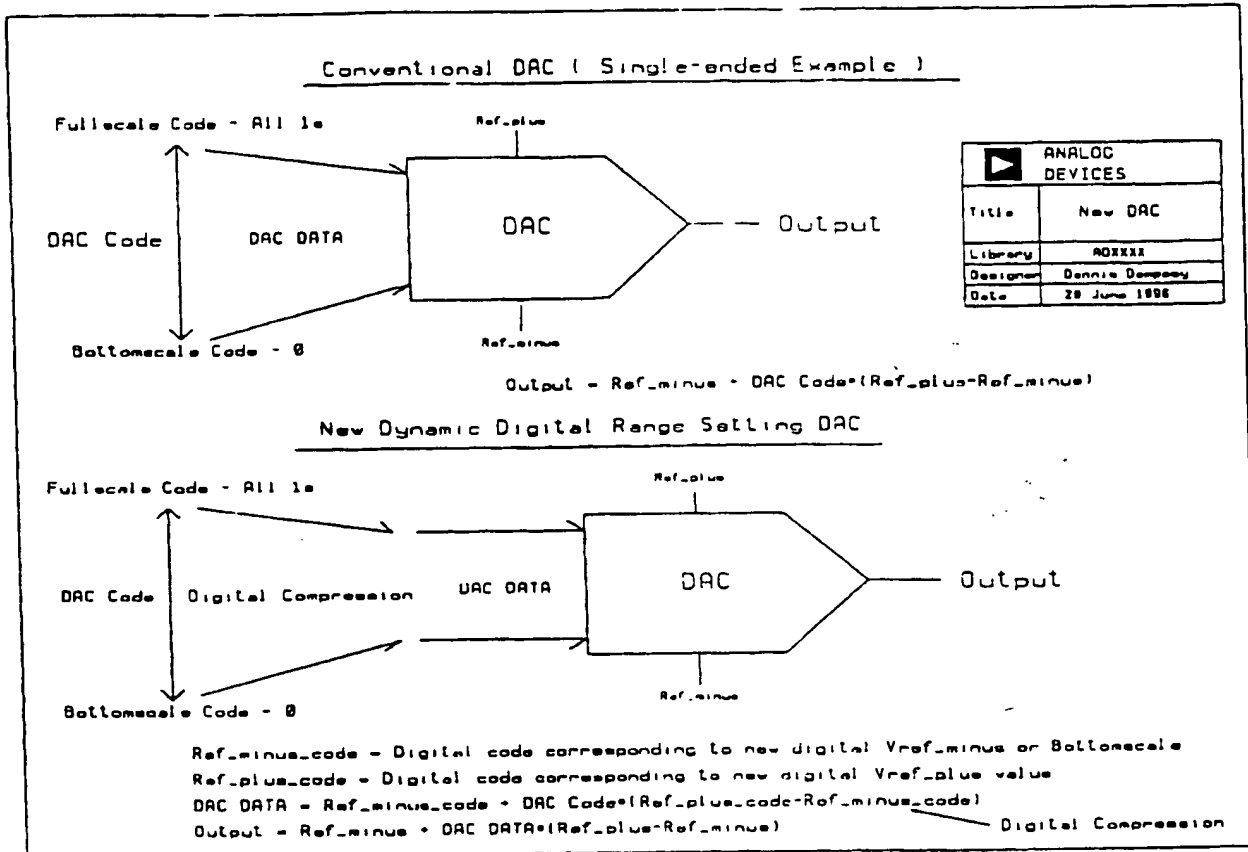 Conventional DAC ( Single-ended Example )
Fullscale Code - All 1s
Ref_plus
ANALOG
DEVICES
Title New DAC
Library ADXXXX
Designer Dennis Dempsey
Date 20 June 1996
DAC Code
DAC DATA
DAC
Output
Bottomscale Code - 0
Ref_minus
Output = Ref_minus + DAC Code*(Ref_plus-Ref_minus)
New Dynamic Digital Range Setting DAC
Fullscale Code - All 1s
Ref_plus
DAC Code
Digital Compression
DAC DATA
DAC
Output
Bottomscale Code - 0
Ref_minus
Ref_minus_code = Digital code corresponding to new digital Vref_minus or Bottomscale
Ref_plus_code = Digital code corresponding to new digital Vref_plus value
DAC DATA = Ref_minus_code + DAC Code*(Ref_plus_code-Ref_minus_code)
Output = Ref_minus + DAC DATA*(Ref_plus-Ref_minus)
Digital Compression